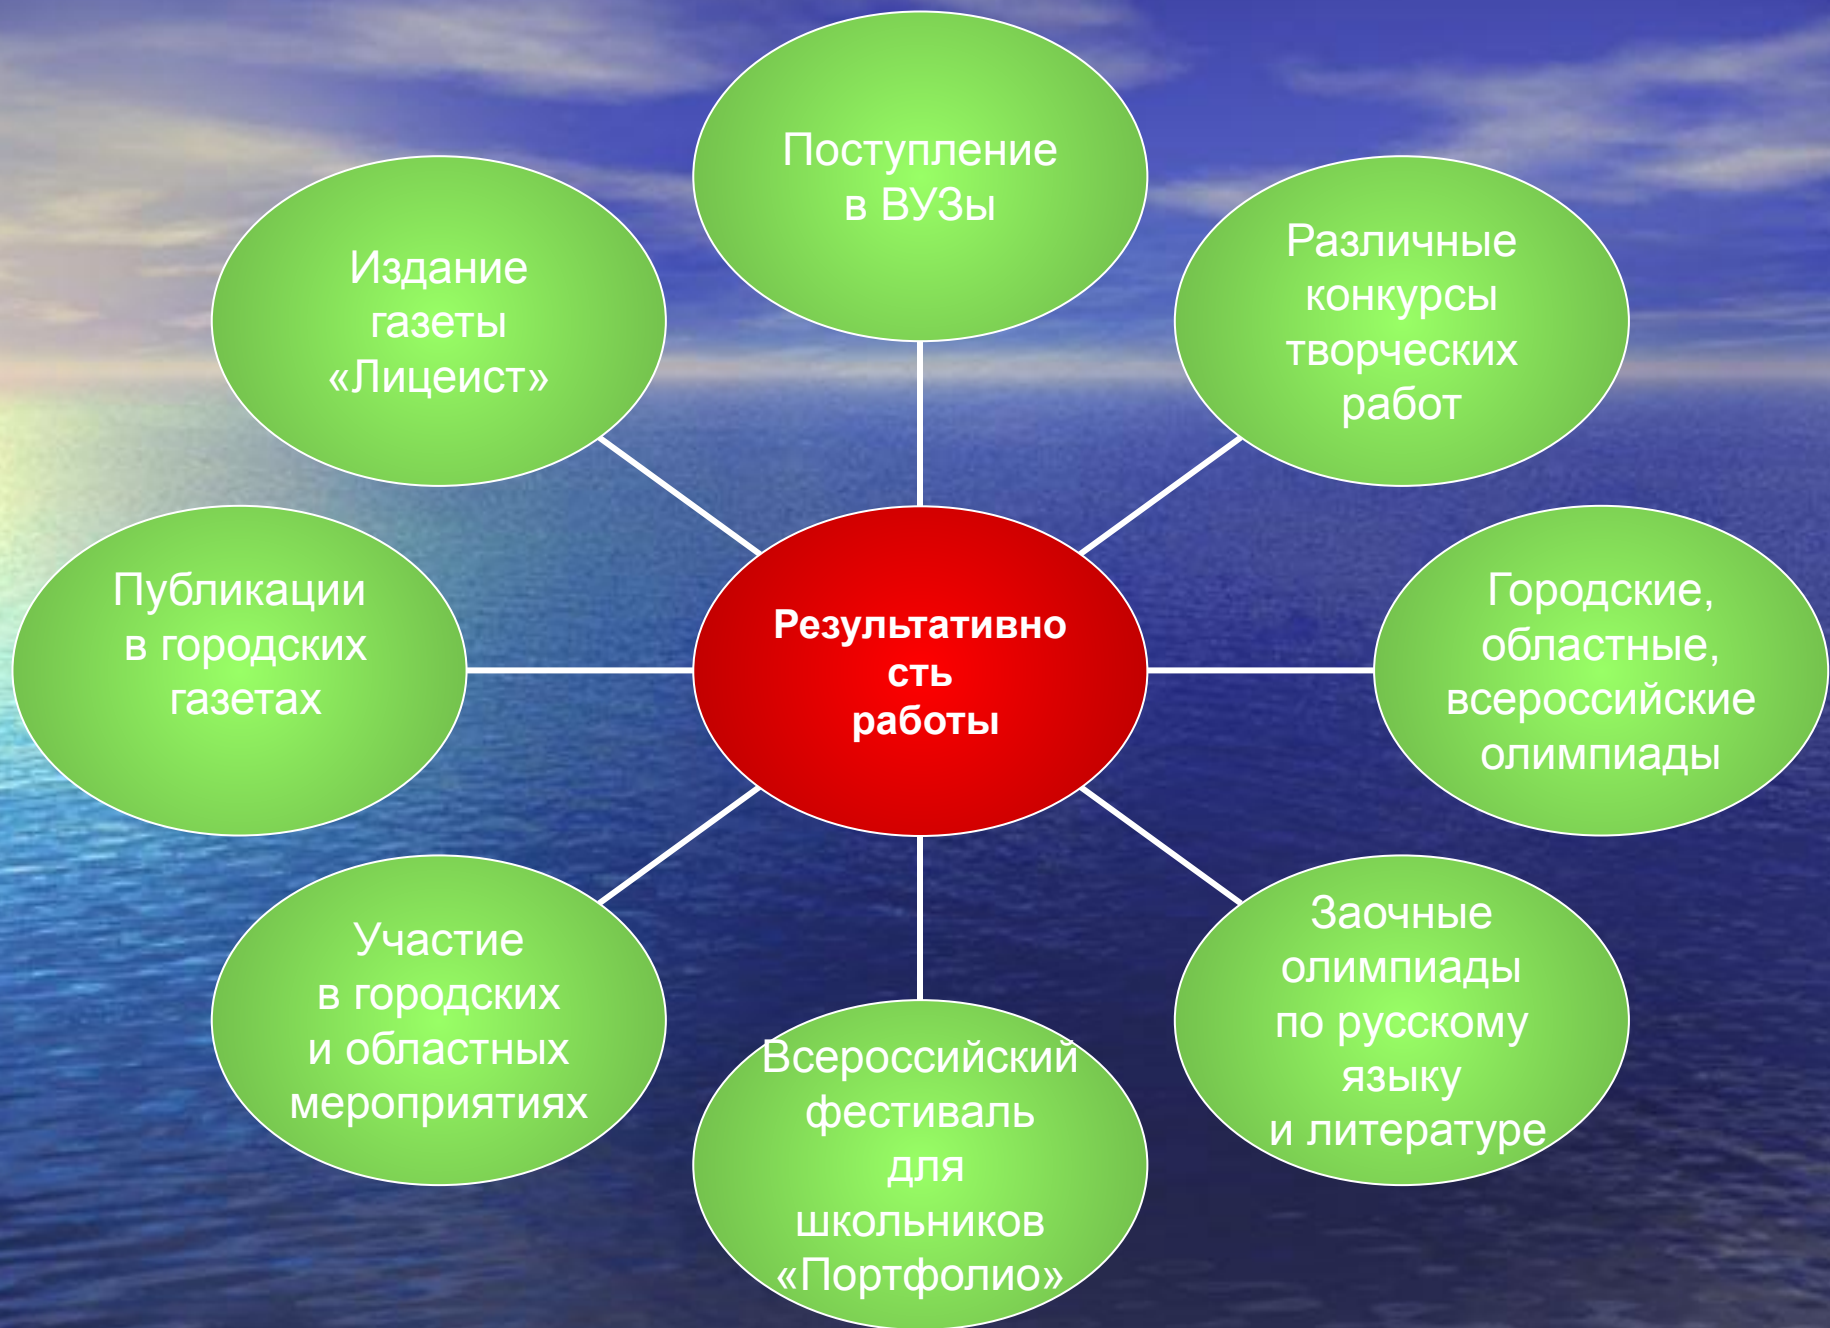 Поступление
в ВУЗы
Различные
конкурсы
творческих
работ
Городские,
областные,
всероссийские
олимпиады
Заочные
олимпиады
по русскому
языку
и литературе
Всероссийский
фестиваль
для
школьников
«Портфолио»
Участие
в городских
и областных
мероприятиях
Публикации
в городских
газетах
Издание
газеты
«Лицеист»
Результативно
сть
работы